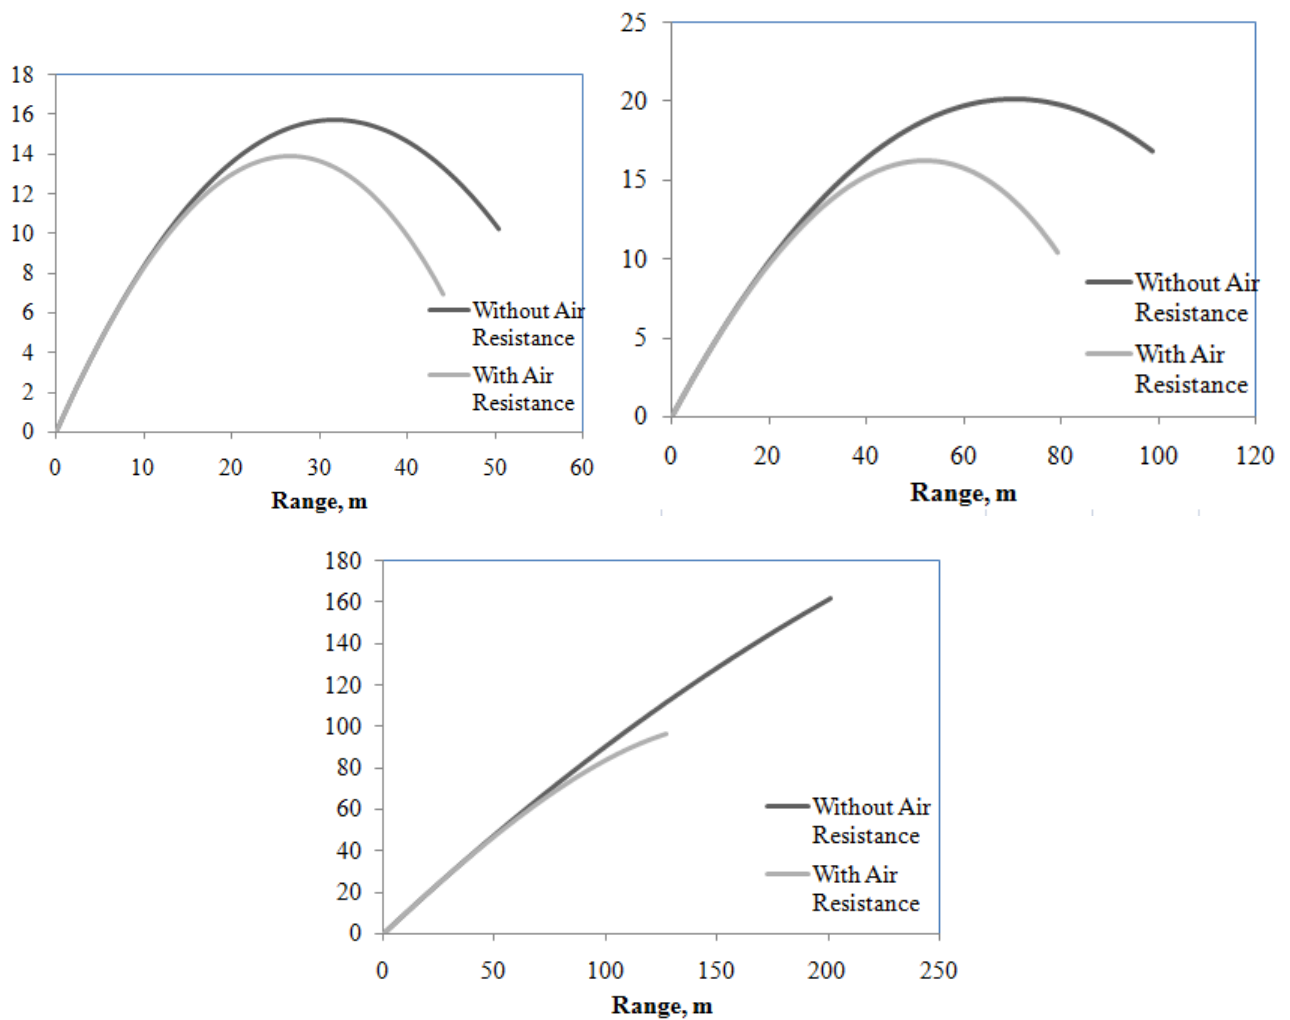 18
16
14
12
10
8
6
4
2
0
0 10 20 30 40 50 60
Range, m
Without Air
Resistance
With Air
Resistance
25
20
15
10
5
0
0 20 40 60 80 100 120
Range, m
Without Air
Resistance
With Air
Resistance
180
160
140
120
100
80
60
40
20
0
0 50 100 150 200 250
Range, m
Without Air
Resistance
With Air
Resistance